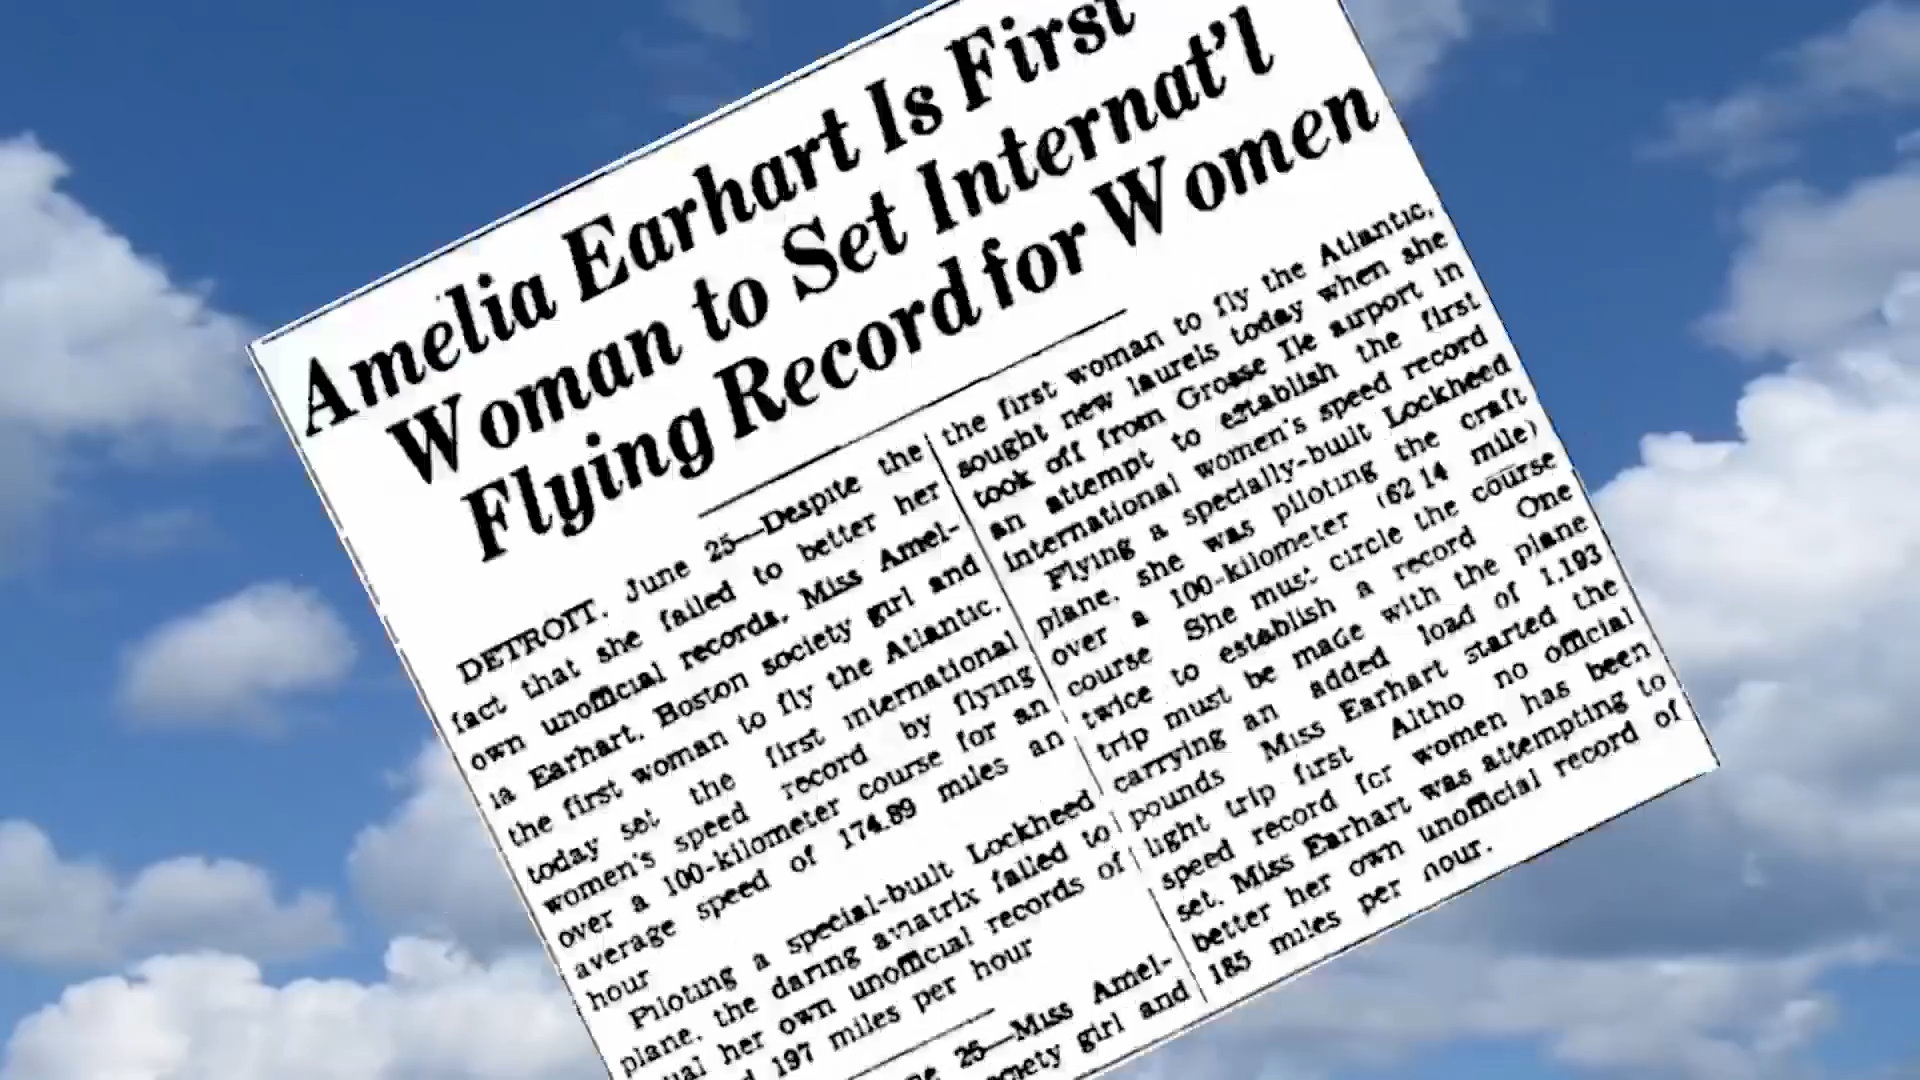 Amelia Earhart Is First
Woman to Set Internat'l
Flying Record for Women
DETROIT, June 25—Despite the
fact that she failed to better her
own unofficial records, Miss Amel-
ia Earhart, Boston society girl and
the first woman to fly the Atlantic,
today set the first international
women's speed record by flying
over a 100-kilometer course for an
average speed of 174.89 miles an
hour
Piloting a special-built Lockheed
plane, the daring aviatrix failed to
her own unofficial records of
197 miles per hour
25—Miss Amel-
girl and
the first woman to fly the Atlantic,
sought new laurels today when she
took off from Grosse Ile airport in
an attempt to establish the first
international women's speed record
Flying a specially-built Lockheed
plane, she was piloting the craft
over a 100-kilometer (62 14 mile)
course She must circle the course
twice to establish a record One
trip must be made with the plane
carrying an added load of 1,193
pounds Miss Earhart started the
light trip first Altho no official
speed record for women has been
set, Miss Earhart was attempting to
better her own unofficial record of
185 miles per hour.